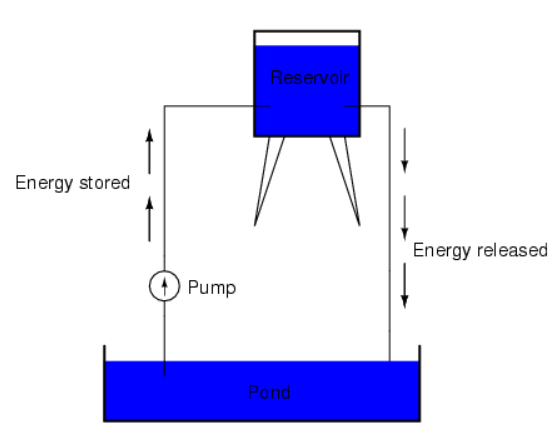 Reservoir
Energy stored
Energy released
Pump
Pond